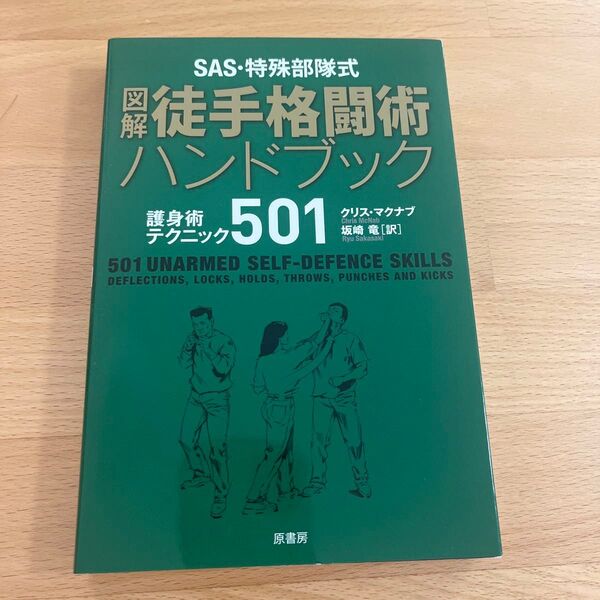 SAS・特殊部隊式
図解 徒手格闘術
ハンドブック
護身術
テクニック501
クリス・マクナブ
Chris McNab
坂崎 竜[訳]
Ryu Sakasaki
501 UNARMED SELF-DEFENCE SKILLS
DEFLECTIONS, LOCKS, HOLDS, THROWS, PUNCHES AND KICKS
原書房